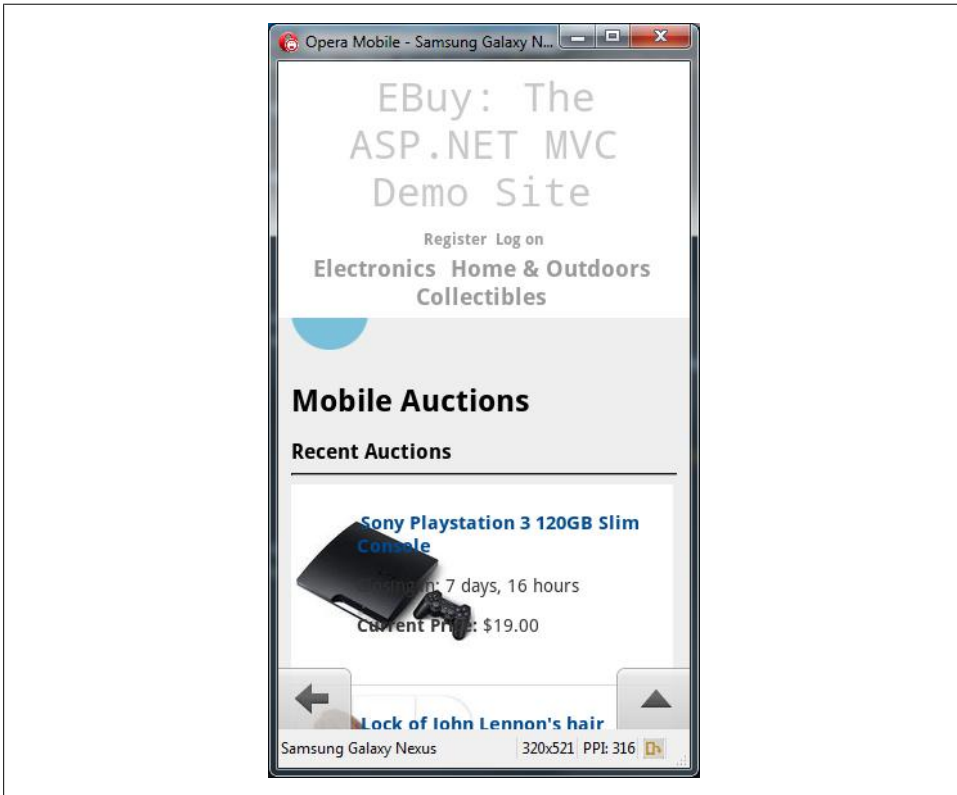 Opera Mobile - Samsung Galaxy N...
EBuy: The
ASP.NET MVC
Demo Site
Register Log on
Electronics Home & Outdoors
Collectibles
Mobile Auctions
Recent Auctions
Sony Playstation 3 120GB Slim
Console
Closing in: 7 days, 16 hours
Current Price: $19.00
Lock of John Lennon's hair
Samsung Galaxy Nexus 320x521 PPI: 316